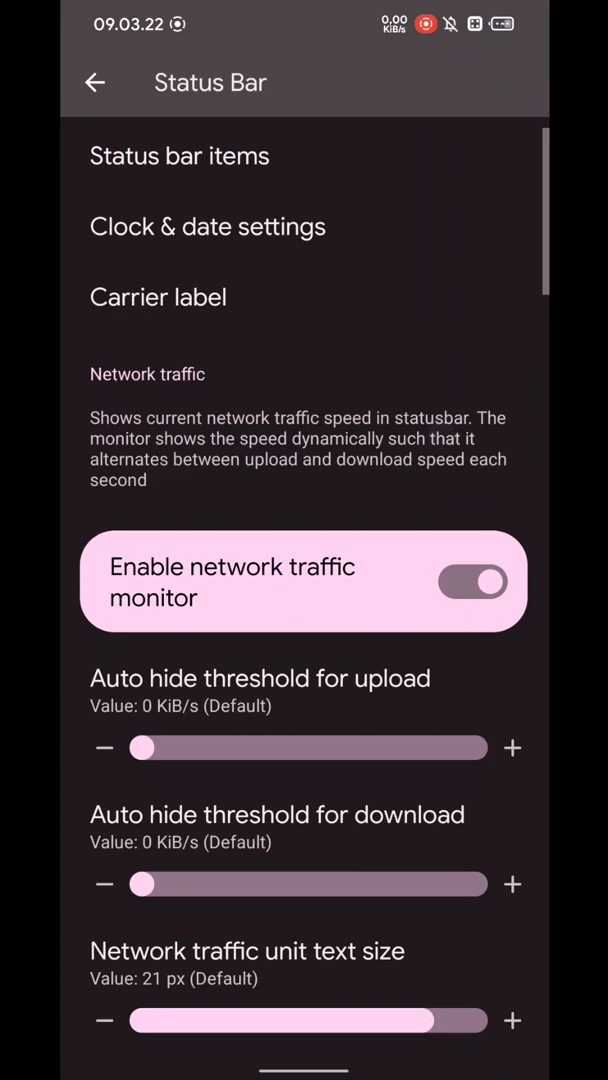 09.03.22
0,00
KiB/s
Status Bar
Status bar items
Clock & date settings
Carrier label
Network traffic
Shows current network traffic speed in statusbar. The
monitor shows the speed dynamically such that it
alternates between upload and download speed each
second
Enable network traffic
monitor
Auto hide threshold for upload
Value: 0 KiB/s (Default)
Auto hide threshold for download
Value: 0 KiB/s (Default)
Network traffic unit text size
Value: 21 px (Default)